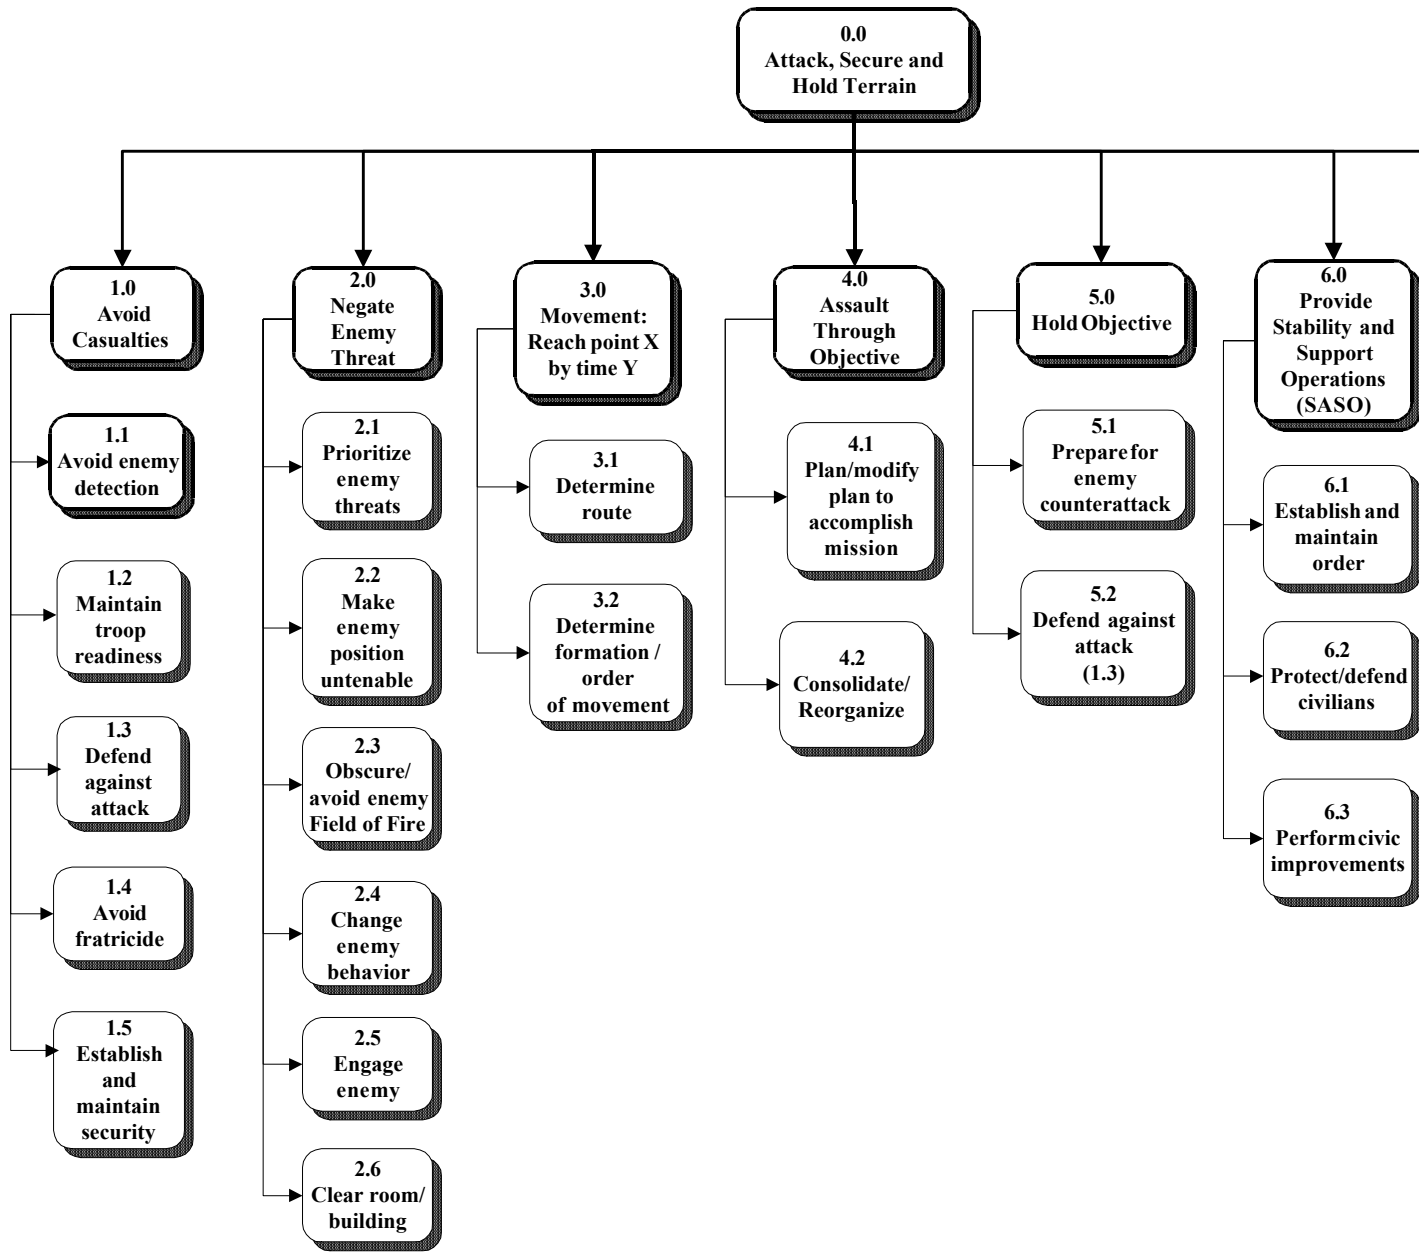 0.0
Attack, Secure and
Hold Terrain
1.0
Avoid
Casualties
1.1
Avoid enemy
detection
1.2
Maintain
troop
readiness
1.3
Defend
against
attack
1.4
Avoid
fratricide
1.5
Establish
and
maintain
security
2.0
Negate
Enemy
Threat
2.1
Prioritize
enemy
threats
2.2
Make
enemy
position
untenable
2.3
Obscure/
avoid enemy
Field of Fire
2.4
Change
enemy
behavior
2.5
Engage
enemy
2.6
Clear room/
building
3.0
Movement:
Reach point X
by time Y
3.1
Determine
route
3.2
Determine
formation /
order
of movement
4.0
Assault
Through
Objective
4.1
Plan/modify
plan to
accomplish
mission
4.2
Consolidate/
Reorganize
5.0
Hold Objective
5.1
Prepare for
enemy
counterattack
5.2
Defend against
attack
(1.3)
6.0
Provide
Stability and
Support
Operations
(SASO)
6.1
Establish and
maintain
order
6.2
Protect/defend
civilians
6.3
Perform civic
improvements